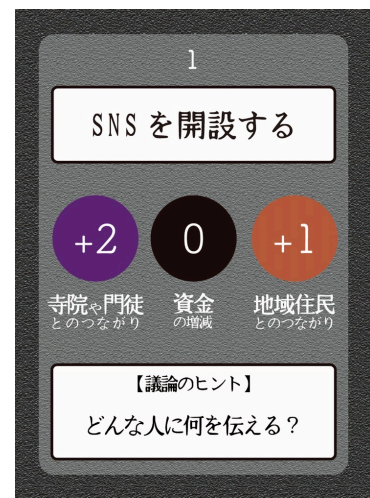 1
SNSを開設する
+2 0 +1
寺院や門徒 資金 地域住民
とのつながり の増減 とのつながり
【議論のヒント】
どんな人に何を伝える？